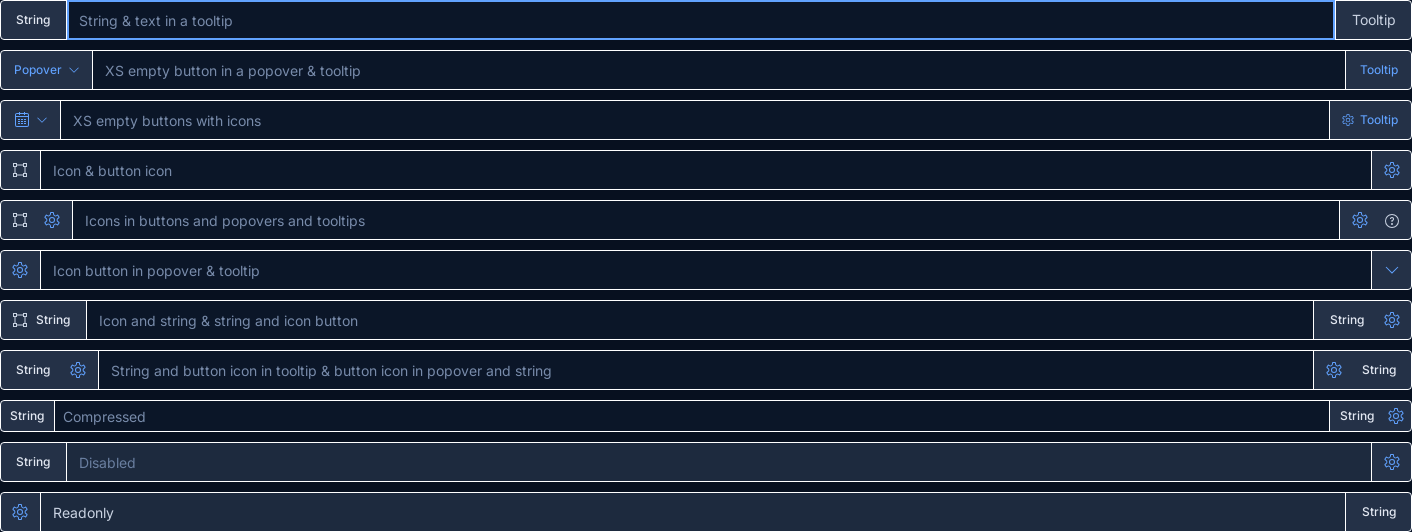 String String & text in a tooltip Tooltip
Popover XS empty button in a popover & tooltip Tooltip
XS empty buttons with icons Tooltip
Icon & button icon
Icons in buttons and popovers and tooltips
Icon button in popover & tooltip
String Icon and string & string and icon button String
String String and button icon in tooltip & button icon in popover and string String
String Compressed String
String Disabled
Readonly String